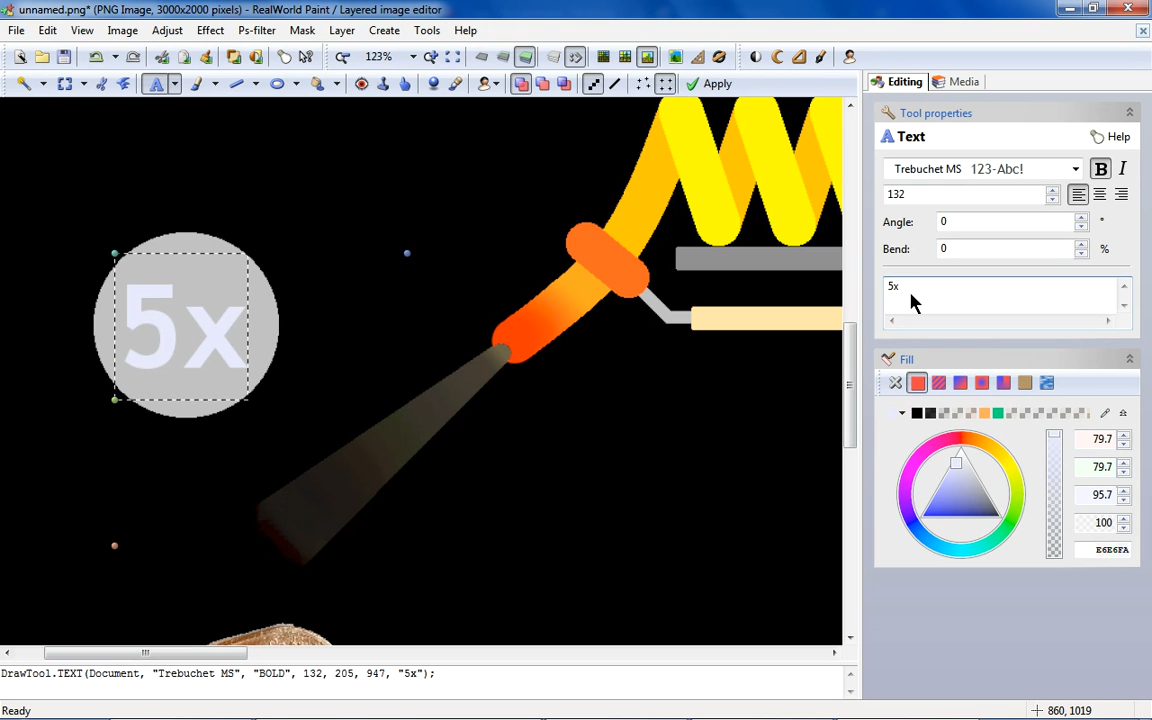 unnamed.png* (PNG Image, 3000x2000 pixels) - RealWorld Paint / Layered image editor
File Edit View Image Adjust Effect Ps-filter Mask Layer Create Tools Help
123%
Apply
Editing Media
Tool properties
A Text Help
Trebuchet MS 123-Abc! B I
132
Angle: 0 °
Bend: 0 %
5x
5x
Fill
79.7
79.7
95.7
100
E6E6FA
DrawTool.TEXT(Document, "Trebuchet MS", "BOLD", 132, 205, 947, "5x");
Ready 860, 1019